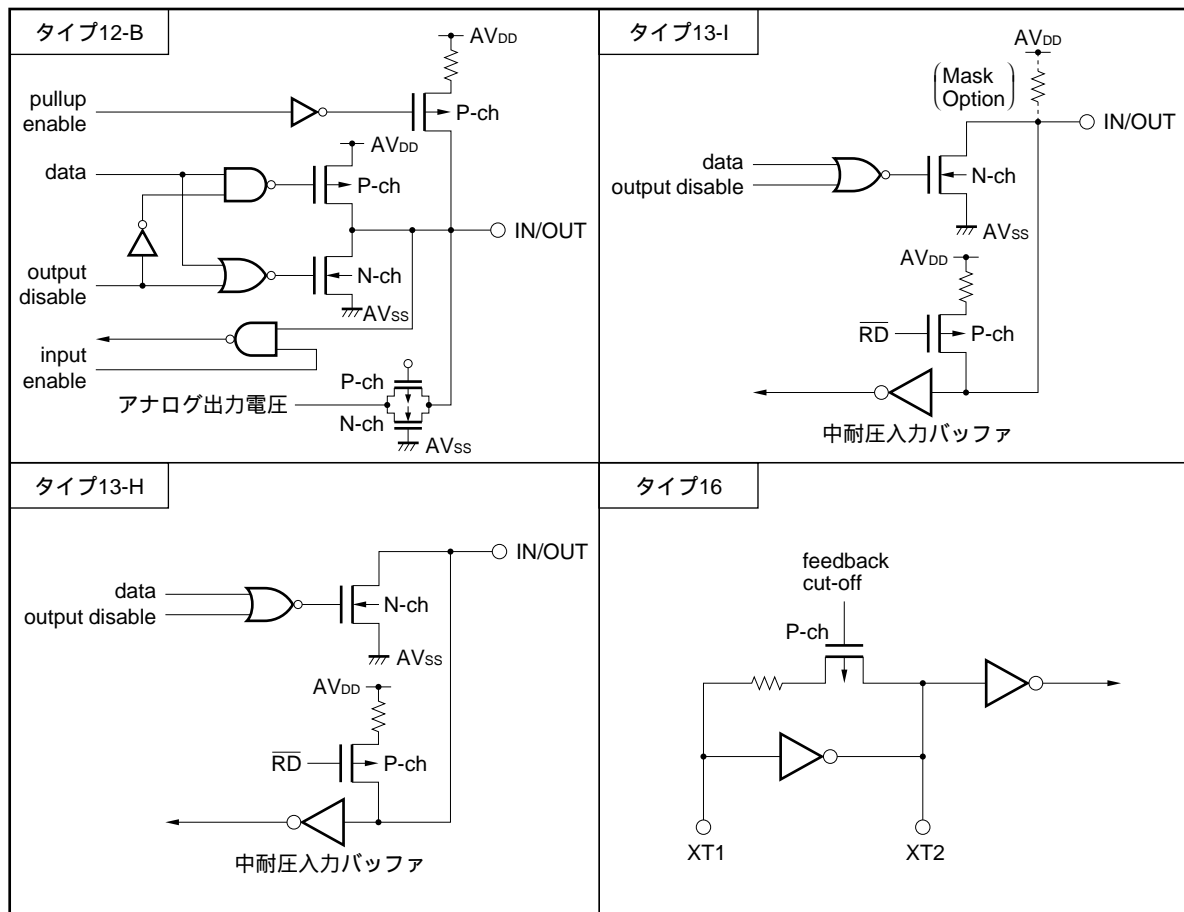 タイプ12-B
AVDD
pullup
enable
P-ch
AVDD
data
P-ch
IN/OUT
output
disable
N-ch
AVSS
input
enable
P-ch
アナログ出力電圧
N-ch
AVSS
タイプ13-I
AVDD
(Mask
Option)
IN/OUT
data
output disable
N-ch
AVSS
AVDD
RD
P-ch
中耐圧入力バッファ
タイプ13-H
IN/OUT
data
output disable
N-ch
AVSS
AVDD
RD
P-ch
中耐圧入力バッファ
タイプ16
feedback
cut-off
P-ch
XT1
XT2